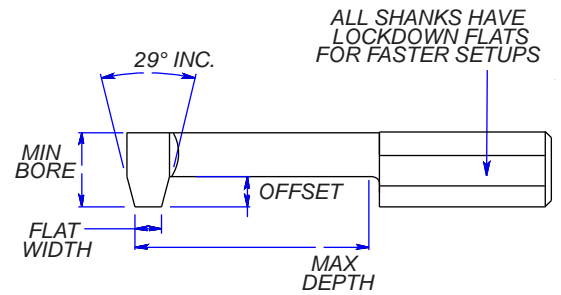 ALL SHANKS HAVE
LOCKDOWN FLATS
FOR FASTER SETUPS
29° INC.
MIN
BORE
OFFSET
FLAT
WIDTH
MAX
DEPTH